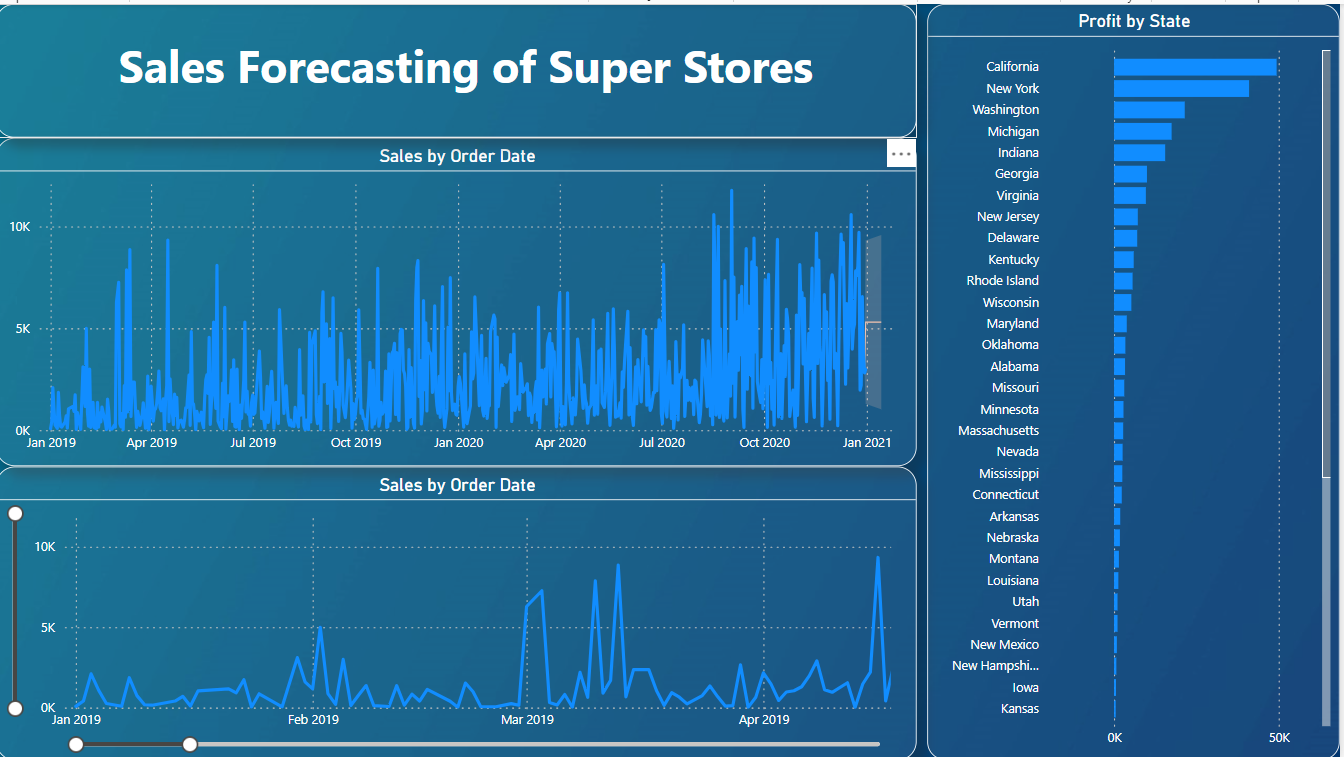 Sales Forecasting of Super Stores
Sales by Order Date
10K
5K
0K
Jan 2019 Apr 2019 Jul 2019 Oct 2019 Jan 2020 Apr 2020 Jul 2020 Oct 2020 Jan 2021
Sales by Order Date
10K
5K
0K
Jan 2019 Feb 2019 Mar 2019 Apr 2019
Profit by State
California
New York
Washington
Michigan
Indiana
Georgia
Virginia
New Jersey
Delaware
Kentucky
Rhode Island
Wisconsin
Maryland
Oklahoma
Alabama
Missouri
Minnesota
Massachusetts
Nevada
Mississippi
Connecticut
Arkansas
Nebraska
Montana
Louisiana
Utah
Vermont
New Mexico
New Hampshi...
Iowa
Kansas
0K 50K